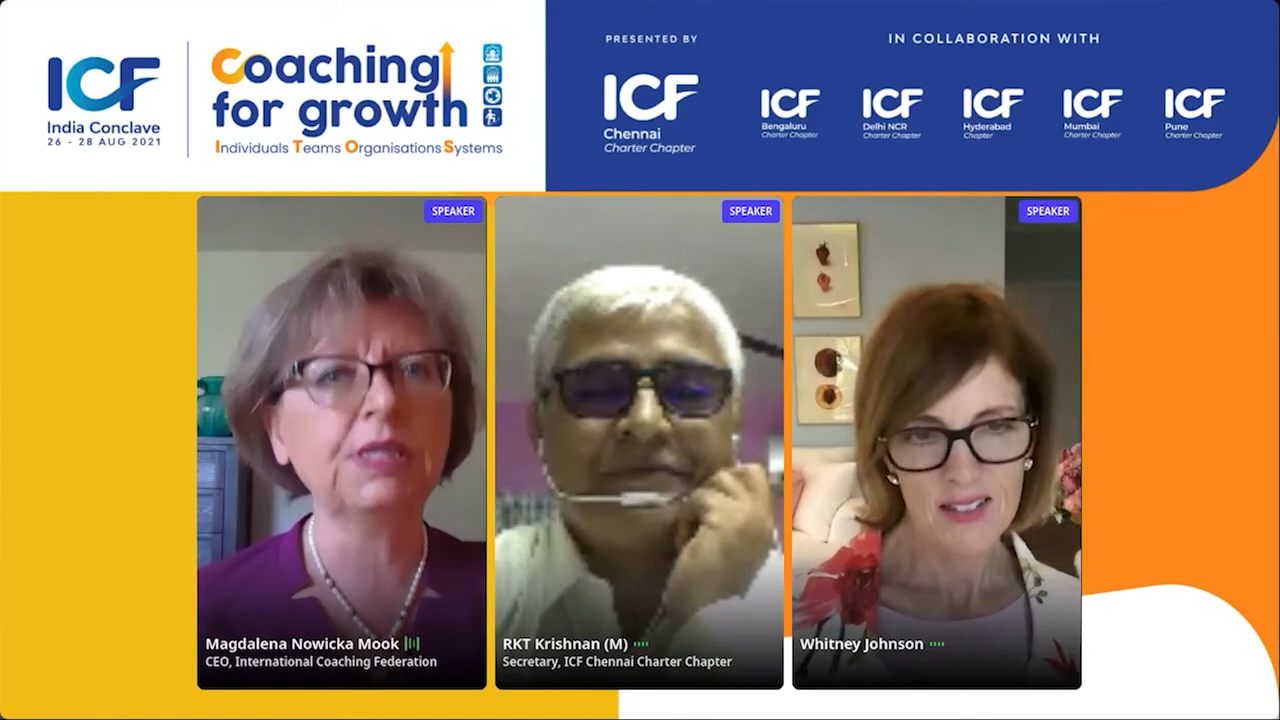 ICF
India Conclave
26 - 28 AUG 2021
Coaching
for growth
Individuals Teams Organisations Systems
PRESENTED BY
ICF
Chennai
Charter Chapter
IN COLLABORATION WITH
ICF
Bengaluru
Charter Chapter
ICF
Delhi NCR
Charter Chapter
ICF
Hyderabad
Chapter
ICF
Mumbai
Charter Chapter
ICF
Pune
Charter Chapter
SPEAKER
Magdalena Nowicka Mook
CEO, International Coaching Federation
SPEAKER
RKT Krishnan (M)
Secretary, ICF Chennai Charter Chapter
SPEAKER
Whitney Johnson